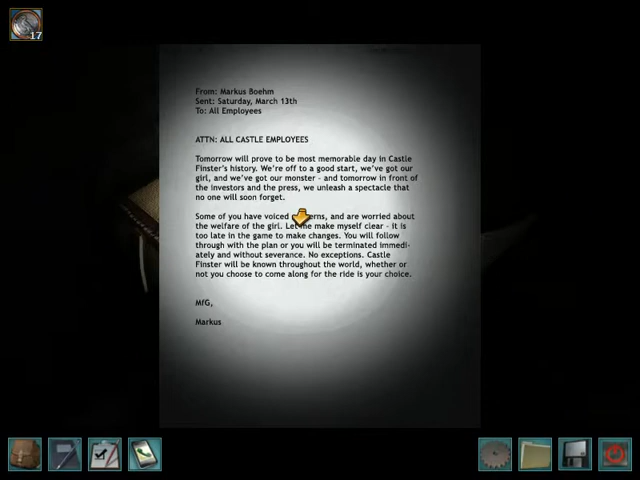 17
From: Markus Boehm
Sent: Saturday, March 13th
To: All Employees
ATTN: ALL CASTLE EMPLOYEES
Tomorrow will prove to be most memorable day in Castle
Finster's history. We're off to a good start, we've got our
girl, and we've got our monster - and tomorrow in front of
the investors and the press, we unleash a spectacle that
no one will soon forget.
Some of you have voiced erns, and are worried about
the welfare of the girl. Let me make myself clear - it is
too late in the game to make changes. You will follow
through with the plan or you will be terminated immedi-
ately and without severance. No exceptions. Castle
Finster will be known throughout the world, whether or
not you choose to come along for the ride is your choice.
MfG,
Markus